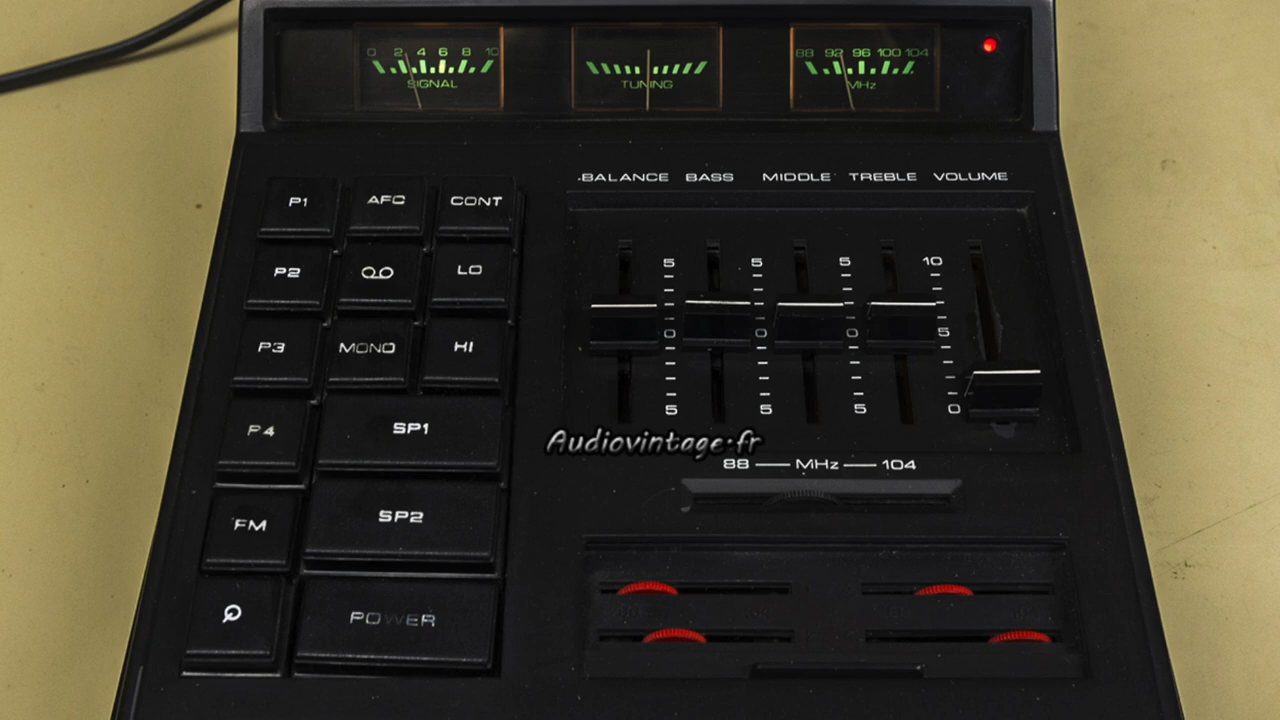 0 2 4 6 8 10
SIGNAL
TUNING
88 92 96 100 104
MHz
BALANCE BASS MIDDLE TREBLE VOLUME
P1 AFC CONT
P2 LO
P3 MONO HI
P4 SP1
FM SP2
POWER
5 5 5 10
0 0 0 5
5 5 5 0
Audiovintage.fr
88 — MHz — 104